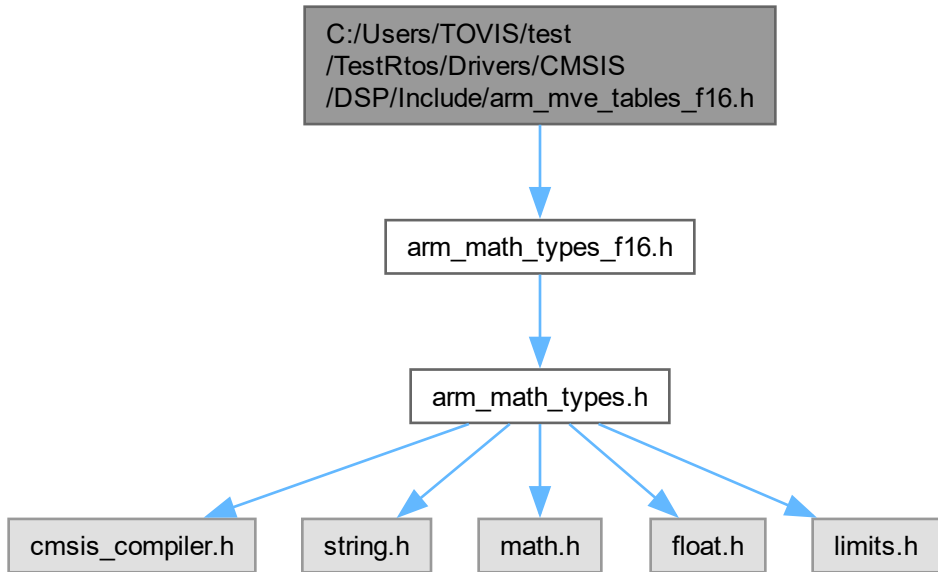 C:/Users/TOVIS/test
/TestRtos/Drivers/CMSIS
/DSP/Include/arm_mve_tables_f16.h
arm_math_types_f16.h
arm_math_types.h
cmsis_compiler.h
string.h
math.h
float.h
limits.h